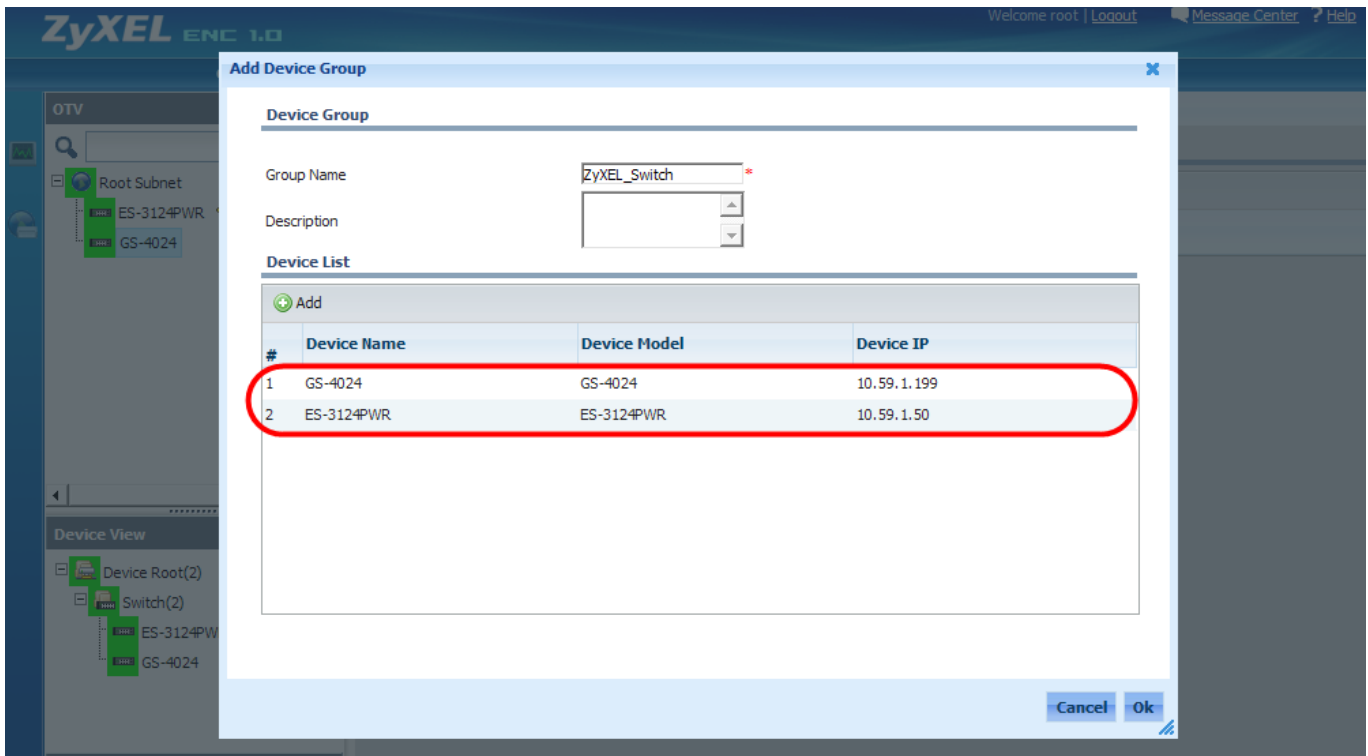 ZyXEL ENC 1.0
Welcome root | Logout
Message Center
? Help
Add Device Group
OTV
Root Subnet
ES-3124PWR
GS-4024
Device Group
Group Name
ZyXEL_Switch *
Description
Device List
Add
# Device Name Device Model Device IP
1 GS-4024 GS-4024 10.59.1.199
2 ES-3124PWR ES-3124PWR 10.59.1.50
Device View
Device Root(2)
Switch(2)
ES-3124PW
GS-4024
Cancel
Ok